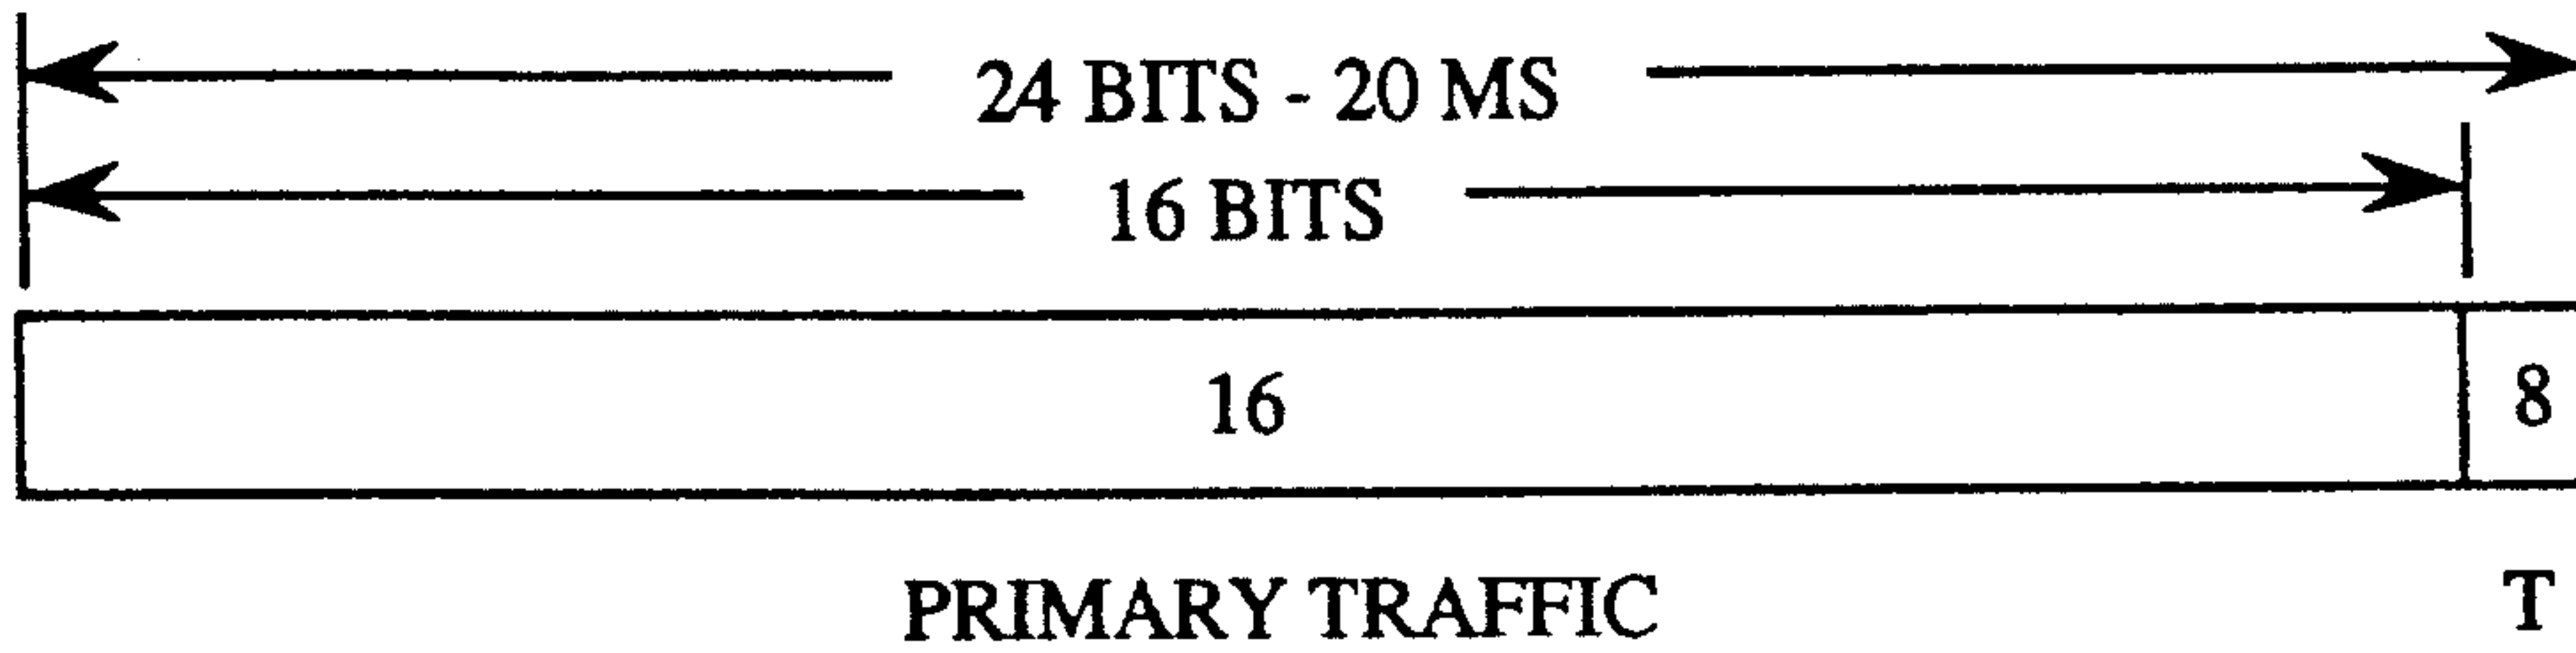 24 BITS - 20 MS
16 BITS
16 8
PRIMARY TRAFFIC T